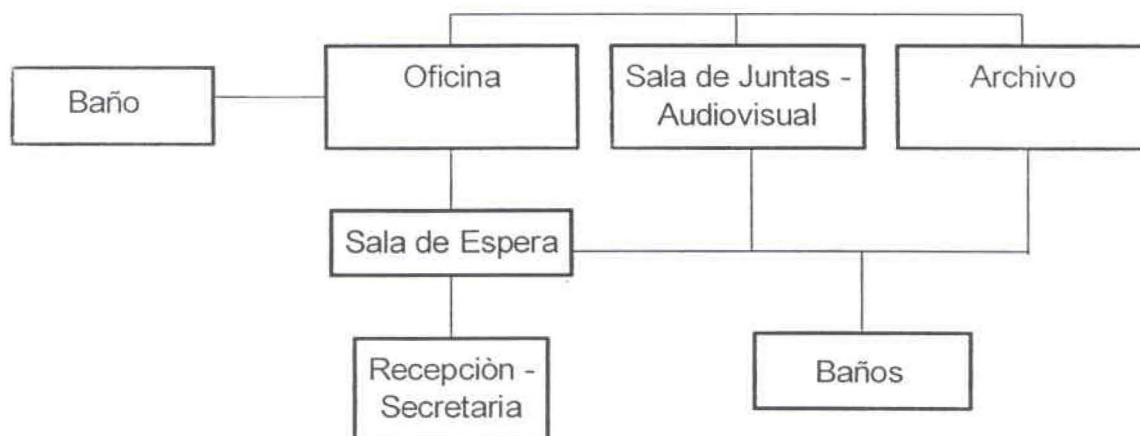 Baño
Oficina
Sala de Juntas -
Audiovisual
Archivo
Sala de Espera
Recepciòn -
Secretaria
Baños